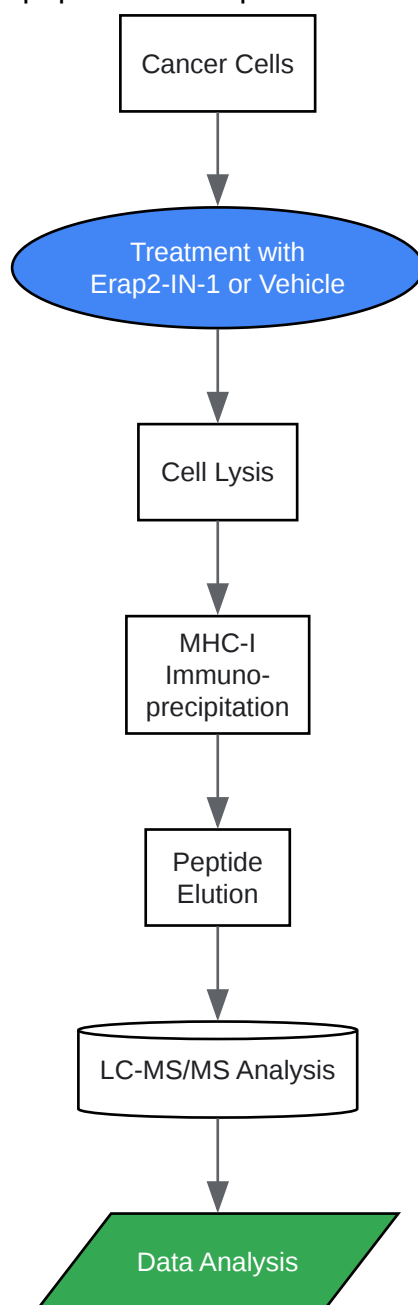 Cancer Cells
Treatment with
Erap2-IN-1 or Vehicle
Cell Lysis
MHC-I
Immuno-
precipitation
Peptide
Elution
LC-MS/MS Analysis
Data Analysis